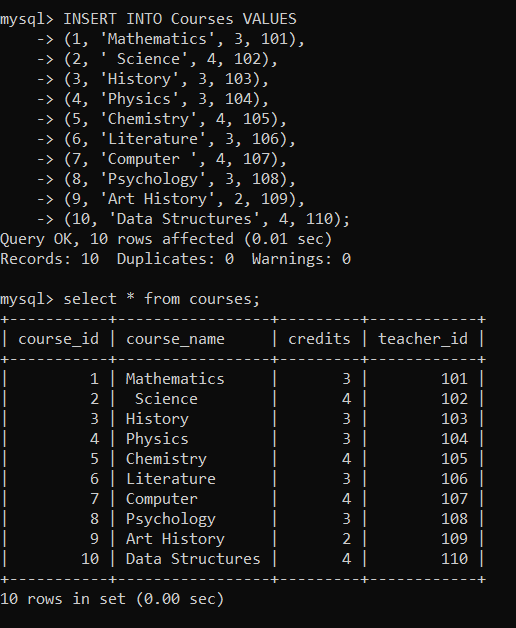 mysql> INSERT INTO Courses VALUES
    -> (1, 'Mathematics', 3, 101),
    -> (2, ' Science', 4, 102),
    -> (3, 'History', 3, 103),
    -> (4, 'Physics', 3, 104),
    -> (5, 'Chemistry', 4, 105),
    -> (6, 'Literature', 3, 106),
    -> (7, 'Computer ', 4, 107),
    -> (8, 'Psychology', 3, 108),
    -> (9, 'Art History', 2, 109),
    -> (10, 'Data Structures', 4, 110);
Query OK, 10 rows affected (0.01 sec)
Records: 10  Duplicates: 0  Warnings: 0

mysql> select * from courses;
+-----------+-----------------+---------+------------+
| course_id | course_name     | credits | teacher_id |
+-----------+-----------------+---------+------------+
|         1 | Mathematics     |       3 |        101 |
|         2 |  Science        |       4 |        102 |
|         3 | History         |       3 |        103 |
|         4 | Physics         |       3 |        104 |
|         5 | Chemistry       |       4 |        105 |
|         6 | Literature      |       3 |        106 |
|         7 | Computer        |       4 |        107 |
|         8 | Psychology      |       3 |        108 |
|         9 | Art History     |       2 |        109 |
|        10 | Data Structures |       4 |        110 |
+-----------+-----------------+---------+------------+
10 rows in set (0.00 sec)